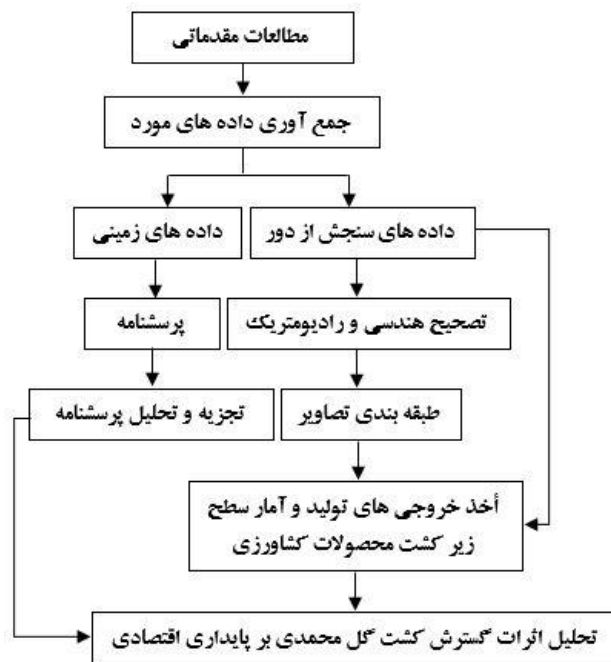 مطالعات مقدماتی
جمع آوری داده های مورد
داده های زمینی
داده های سنجش از دور
پرسشنامه
تصحیح هندسی و رادیومتریک
تجزیه و تحلیل پرسشنامه
طبقه بندی تصاویر
أخذ خروجی های تولید و آمار سطح
زیر کشت محصولات کشاورزی
تحلیل اثرات گسترش کشت گل محمدی بر پایداری اقتصادی